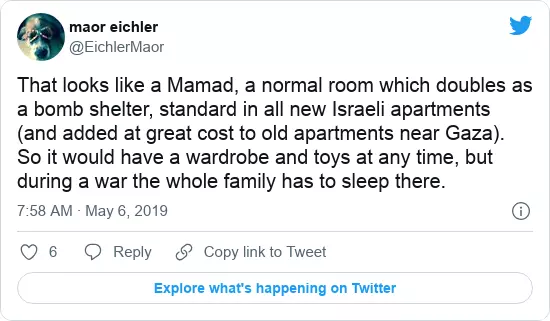 maor eichler
@EichlerMaor
That looks like a Mamad, a normal room which doubles as
a bomb shelter, standard in all new Israeli apartments
(and added at great cost to old apartments near Gaza).
So it would have a wardrobe and toys at any time, but
during a war the whole family has to sleep there.
7:58 AM · May 6, 2019
6 Reply Copy link to Tweet
Explore what's happening on Twitter